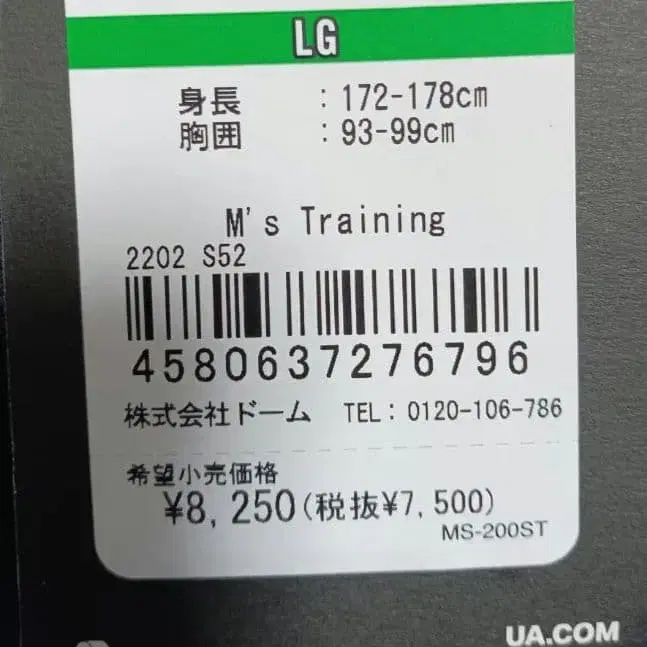 LG
身長 : 172-178cm
胸囲 : 93-99cm
M's Training
2202 S52
4580637276796
株式会社ドーム TEL: 0120-106-786
希望小売価格
¥8,250(税抜¥7,500)
MS-200ST
UA.COM